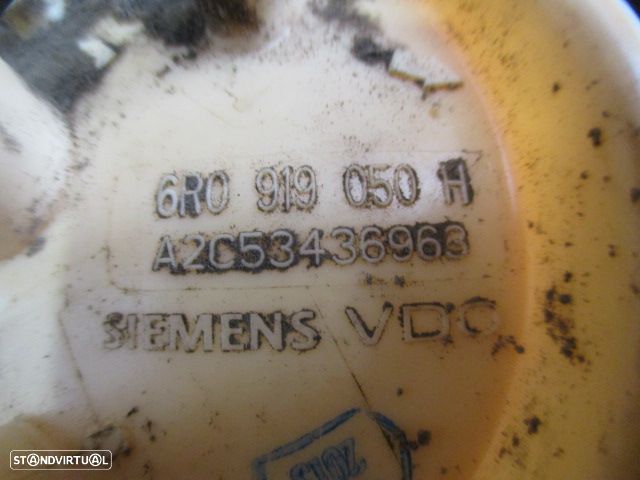 6R0 919 050 H
A2C53436963
SIEMENS VDO
STANDVIRTUAL